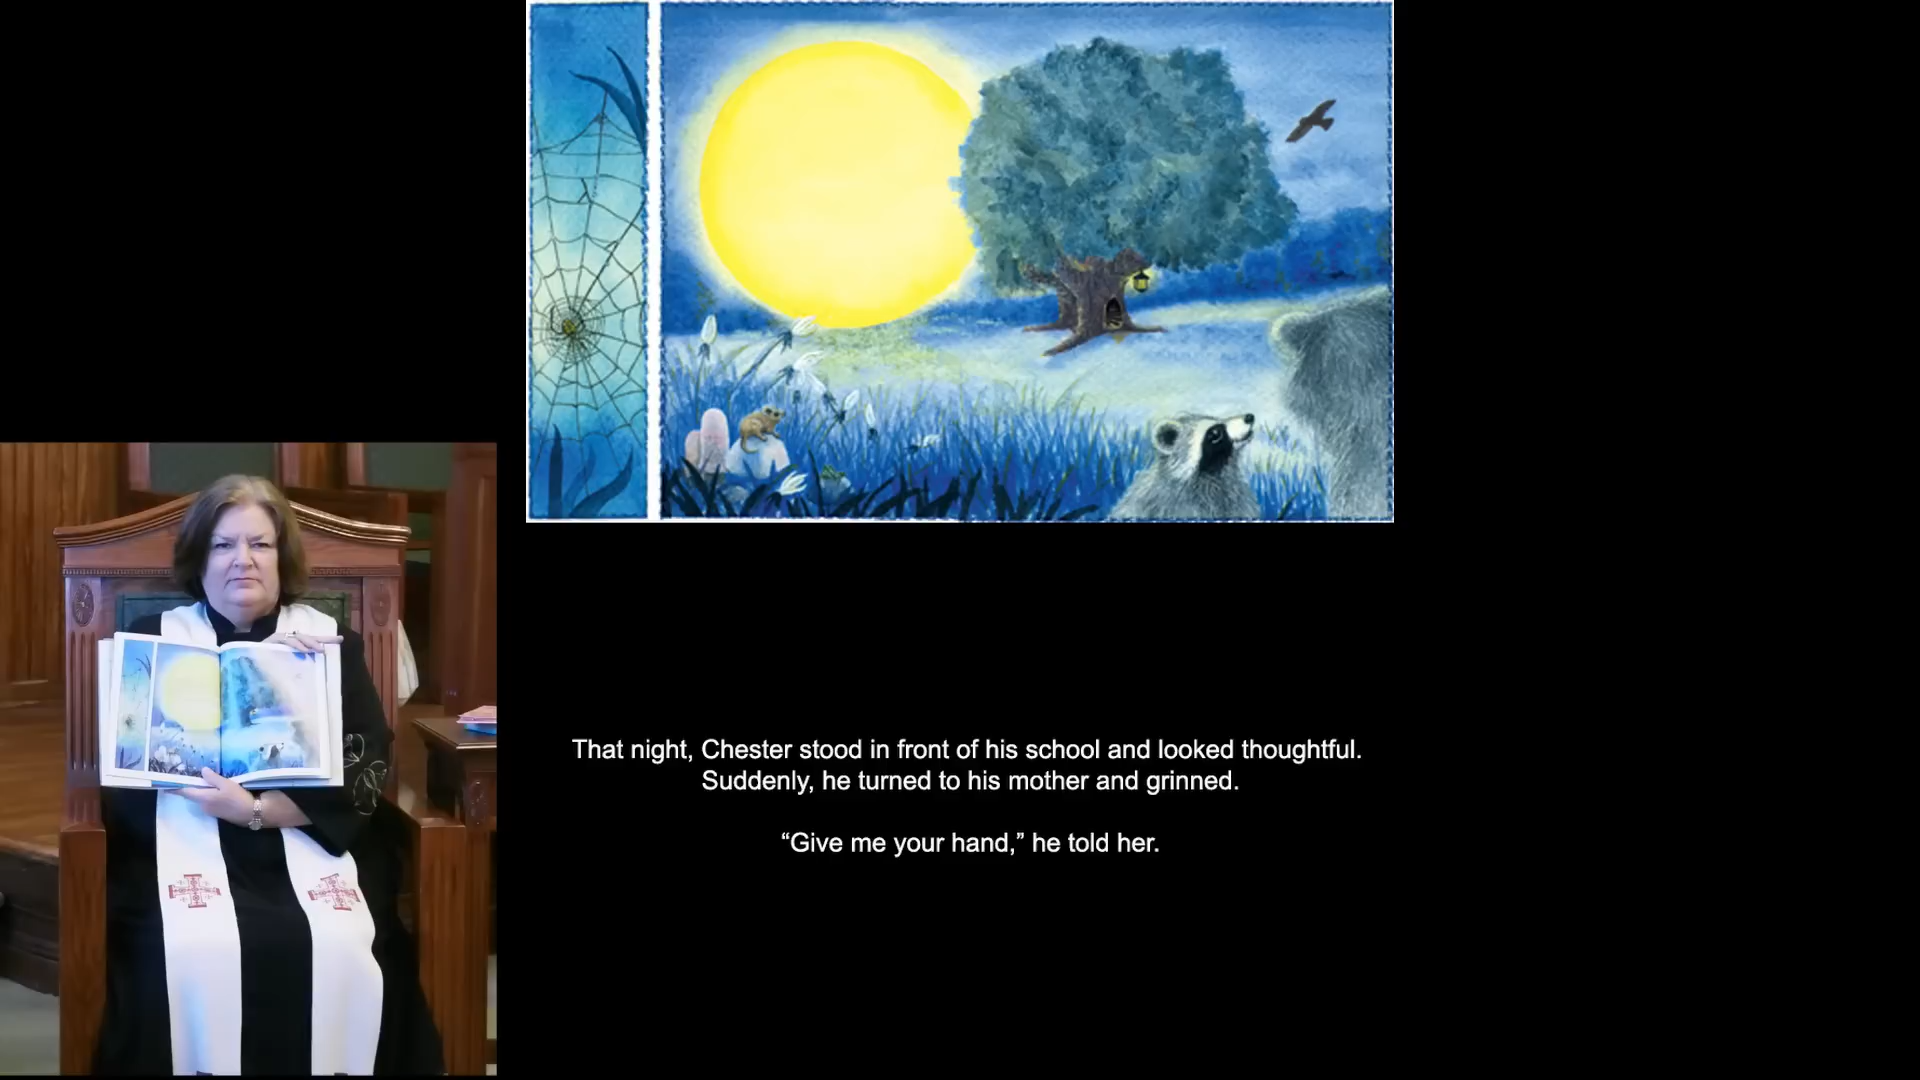 That night, Chester stood in front of his school and looked thoughtful.
Suddenly, he turned to his mother and grinned.
“Give me your hand,” he told her.